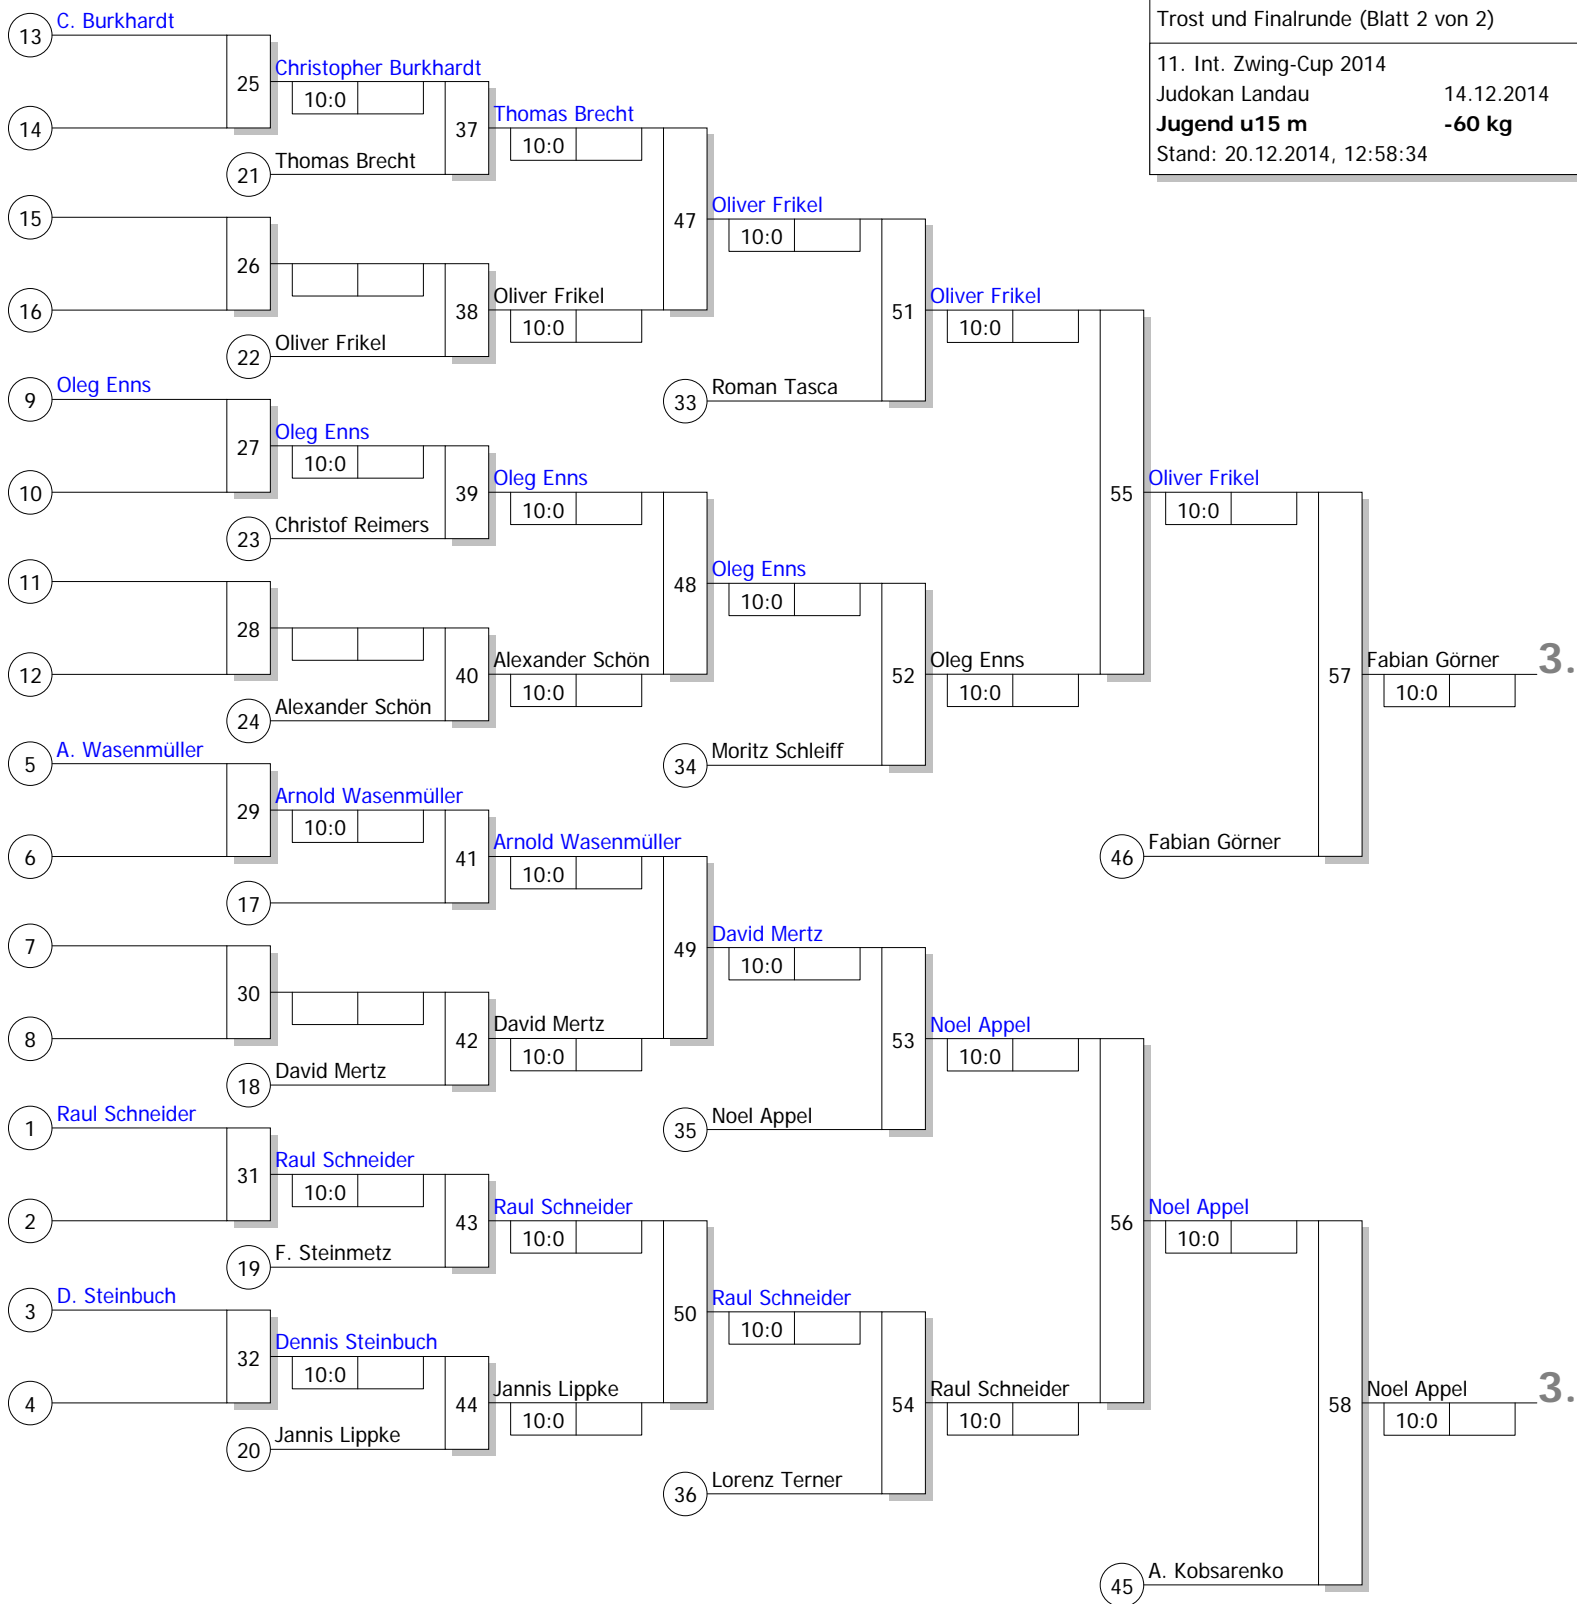 Trost und Finalrunde (Blatt 2 von 2)
11. Int. Zwing-Cup 2014
Judokan Landau 14.12.2014
Jugend u15 m -60 kg
Stand: 20.12.2014, 12:58:34
13 C. Burkhardt
25 Christopher Burkhardt
10:0
14
37 Thomas Brecht
10:0
21 Thomas Brecht
15
47 Oliver Frikel
10:0
26
16
38 Oliver Frikel
10:0
22 Oliver Frikel
51 Oliver Frikel
10:0
33 Roman Tasca
9 Oleg Enns
27 Oleg Enns
10:0
10
39 Oleg Enns
10:0
23 Christof Reimers
55 Oliver Frikel
10:0
11
48 Oleg Enns
10:0
28
12
40 Alexander Schön
10:0
24 Alexander Schön
52 Oleg Enns
10:0
34 Moritz Schleiff
57 Fabian Görner 3.
10:0
46 Fabian Görner
5 A. Wasenmüller
29 Arnold Wasenmüller
10:0
6
41 Arnold Wasenmüller
10:0
17
7
49 David Mertz
10:0
30
8
42 David Mertz
10:0
18 David Mertz
53 Noel Appel
10:0
35 Noel Appel
1 Raul Schneider
31 Raul Schneider
10:0
2
43 Raul Schneider
10:0
19 F. Steinmetz
56 Noel Appel
10:0
3 D. Steinbuch
50 Raul Schneider
10:0
32 Dennis Steinbuch
10:0
4
44 Jannis Lippke
10:0
20 Jannis Lippke
54 Raul Schneider
10:0
36 Lorenz Terner
58 Noel Appel 3.
10:0
45 A. Kobsarenko